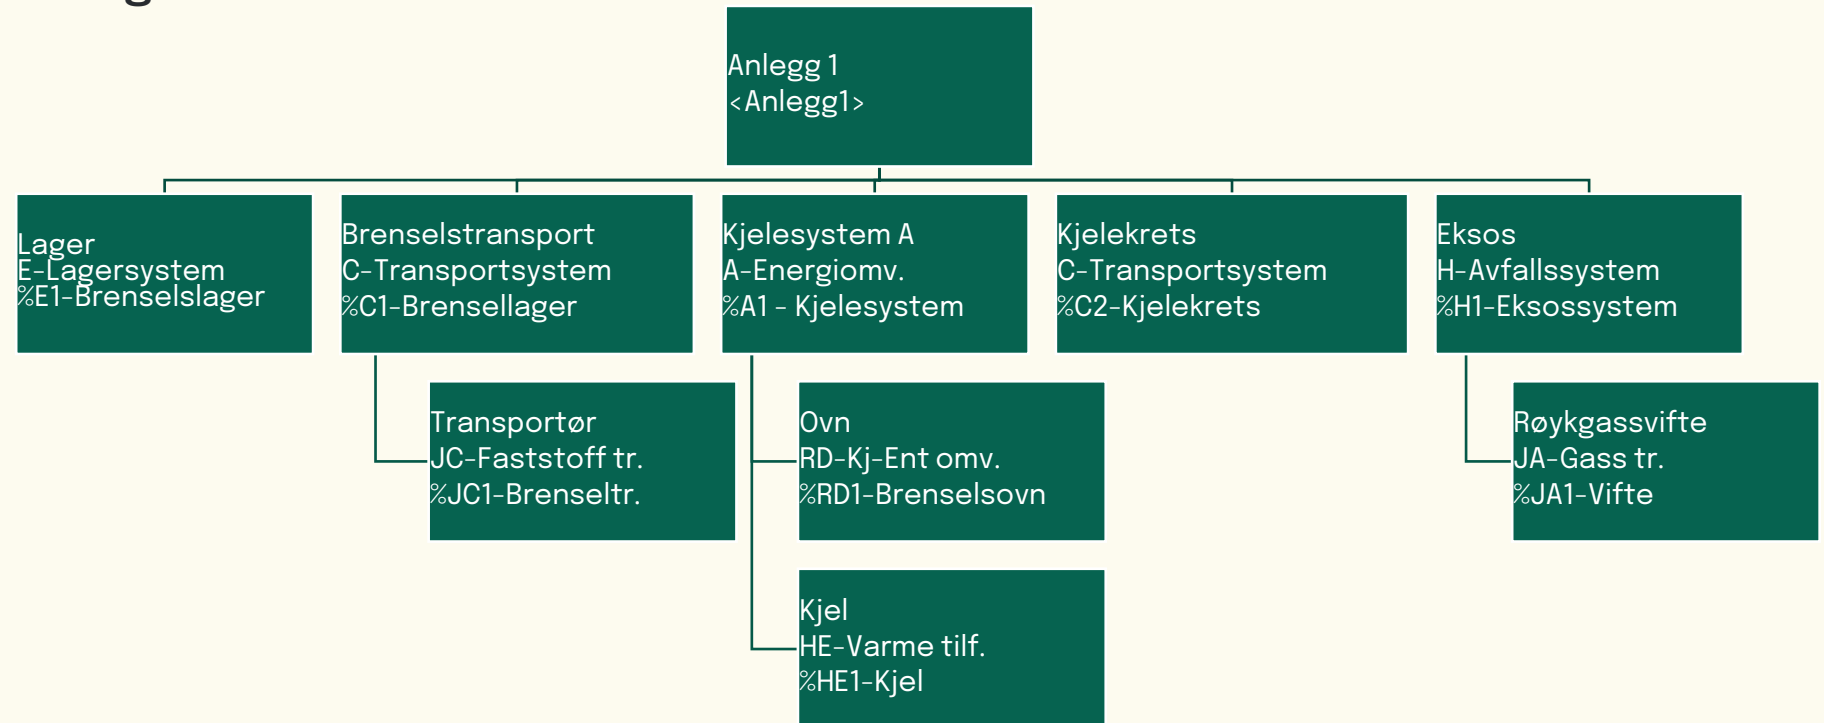 Anlegg 1
<Anlegg1>
Lager
E-Lagersystem
%E1-Brenselslager
Brenselstransport
C-Transportsystem
%C1-Brensellager
Kjelesystem A
A-Energiomv.
%A1 - Kjelesystem
Kjelekrets
C-Transportsystem
%C2-Kjelekrets
Eksos
H-Avfallssystem
%H1-Eksossystem
Transportør
JC-Faststoff tr.
%JC1-Brenseltr.
Ovn
RD-Kj-Ent omv.
%RD1-Brenselsovn
Røykgassvifte
JA-Gass tr.
%JA1-Vifte
Kjel
HE-Varme tilf.
%HE1-Kjel